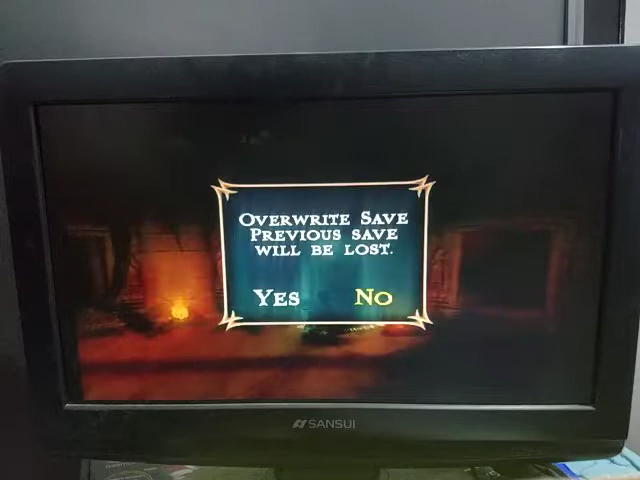 Overwrite Save
Previous save
will be lost.
Yes No
SANSUI